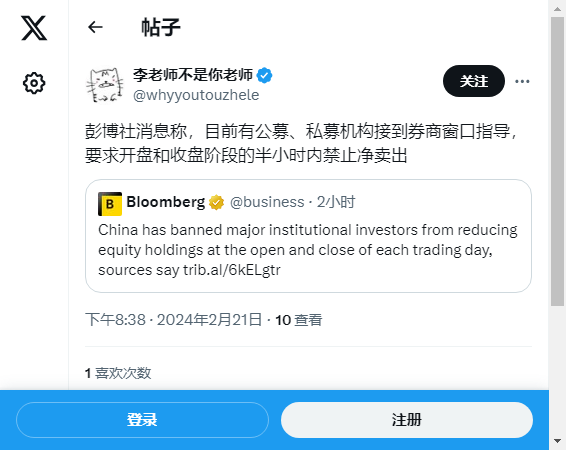 帖子
李老师不是你老师
@whyyoutouzhele
关注
彭博社消息称，目前有公募、私募机构接到券商窗口指导，
要求开盘和收盘阶段的半小时内禁止净卖出
B Bloomberg @business · 2小时
China has banned major institutional investors from reducing
equity holdings at the open and close of each trading day,
sources say trib.al/6kELgtr
下午8:38 · 2024年2月21日 · 10 查看
1 喜欢次数
登录
注册